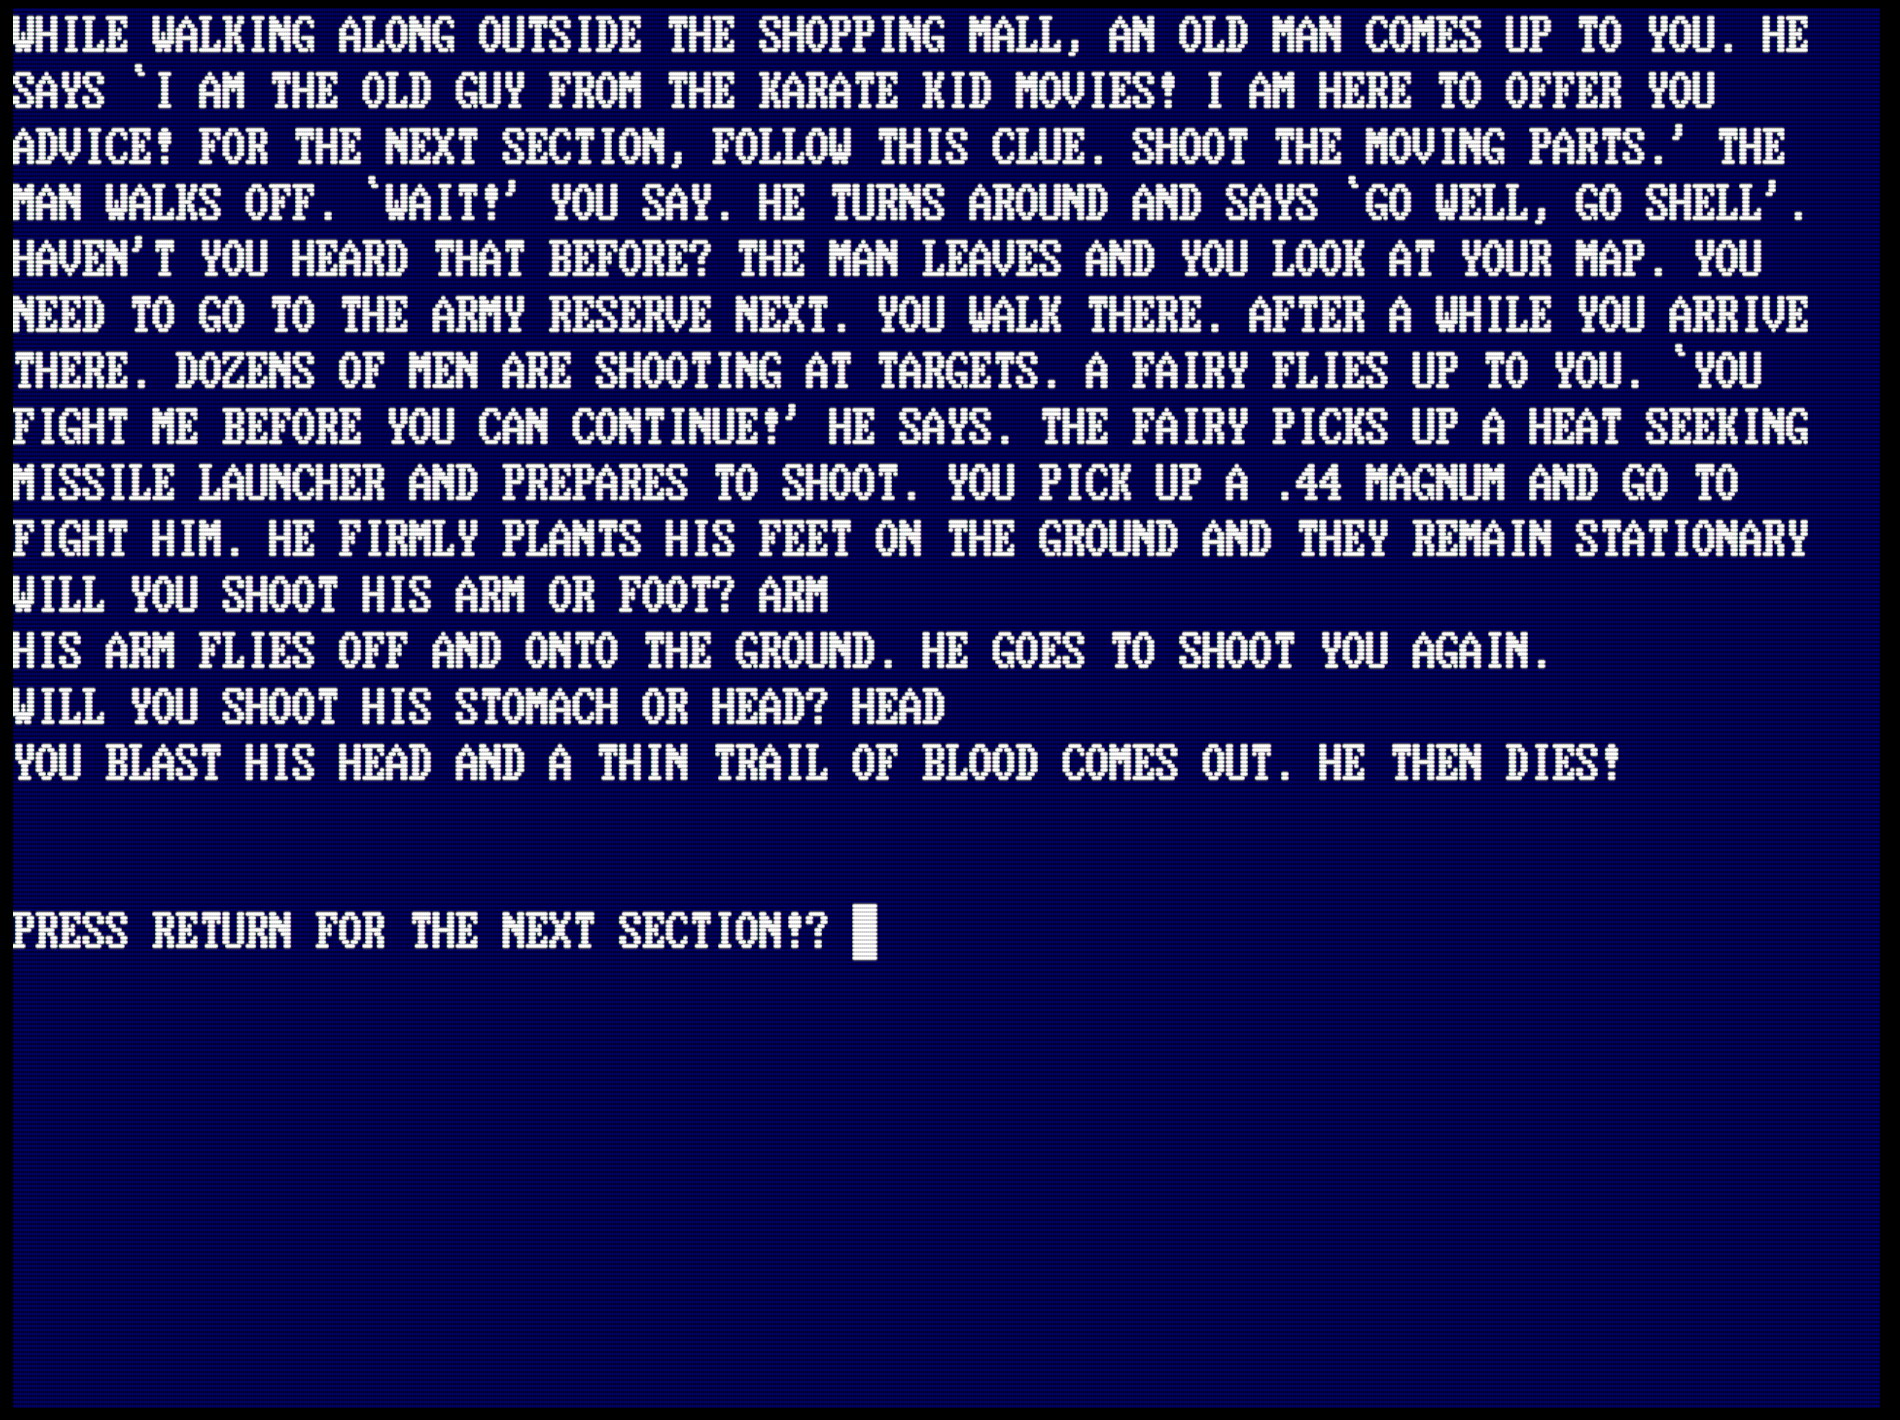 WHILE WALKING ALONG OUTSIDE THE SHOPPING MALL, AN OLD MAN COMES UP TO YOU. HE
SAYS `I AM THE OLD GUY FROM THE KARATE KID MOVIES! I AM HERE TO OFFER YOU
ADVICE! FOR THE NEXT SECTION, FOLLOW THIS CLUE. SHOOT THE MOVING PARTS.' THE
MAN WALKS OFF. `WAIT!' YOU SAY. HE TURNS AROUND AND SAYS `GO WELL, GO SHELL'.
HAVEN'T YOU HEARD THAT BEFORE? THE MAN LEAVES AND YOU LOOK AT YOUR MAP. YOU
NEED TO GO TO THE ARMY RESERVE NEXT. YOU WALK THERE. AFTER A WHILE YOU ARRIVE
THERE. DOZENS OF MEN ARE SHOOTING AT TARGETS. A FAIRY FLIES UP TO YOU. `YOU
FIGHT ME BEFORE YOU CAN CONTINUE!' HE SAYS. THE FAIRY PICKS UP A HEAT SEEKING
MISSILE LAUNCHER AND PREPARES TO SHOOT. YOU PICK UP A .44 MAGNUM AND GO TO
FIGHT HIM. HE FIRMLY PLANTS HIS FEET ON THE GROUND AND THEY REMAIN STATIONARY
WILL YOU SHOOT HIS ARM OR FOOT? ARM
HIS ARM FLIES OFF AND ONTO THE GROUND. HE GOES TO SHOOT YOU AGAIN.
WILL YOU SHOOT HIS STOMACH OR HEAD? HEAD
YOU BLAST HIS HEAD AND A THIN TRAIL OF BLOOD COMES OUT. HE THEN DIES!
PRESS RETURN FOR THE NEXT SECTION!?